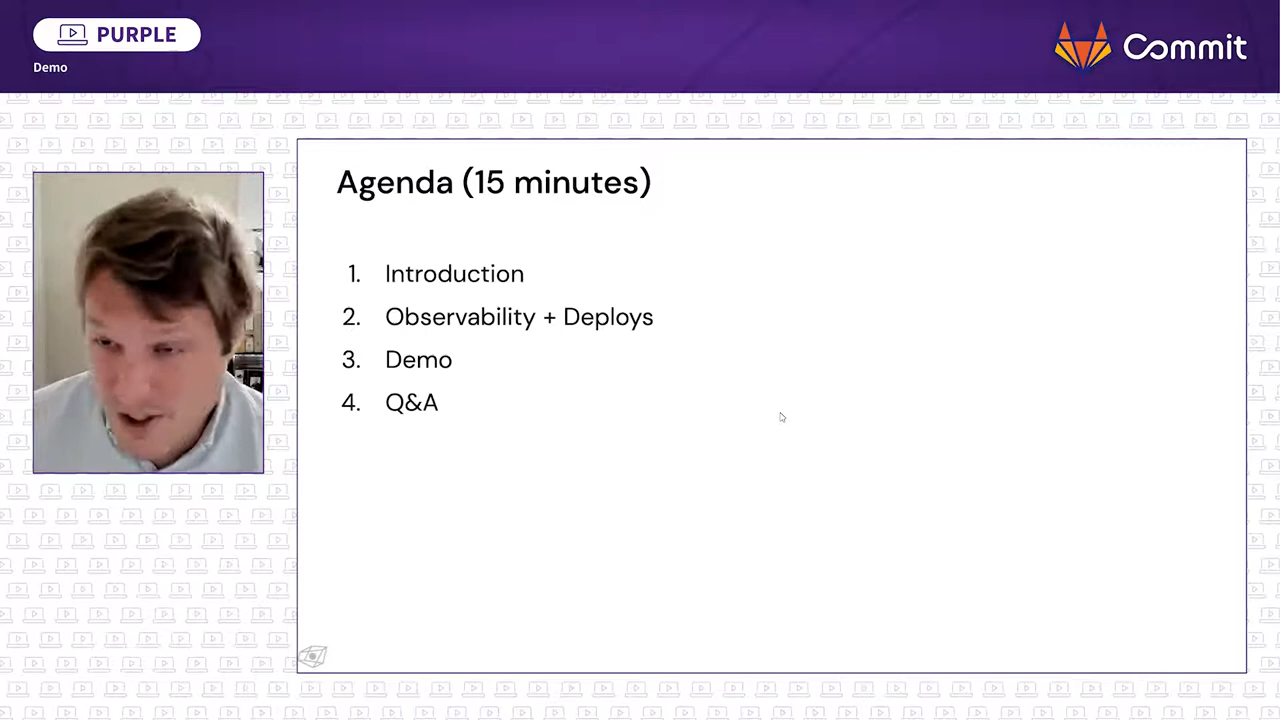 PURPLE
Demo
Commit
Agenda (15 minutes)
1. Introduction
2. Observability + Deploys
3. Demo
4. Q&A